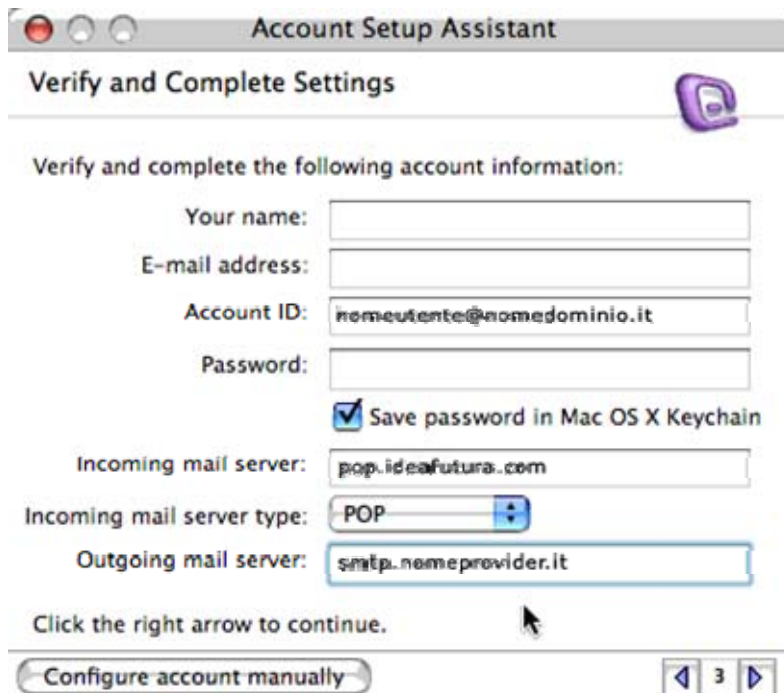 Account Setup Assistant
Verify and Complete Settings
Verify and complete the following account information:
Your name:
E-mail address:
Account ID: nomeutente@nomedominio.it
Password:
Save password in Mac OS X Keychain
Incoming mail server: pop.ideafutura.com
Incoming mail server type: POP
Outgoing mail server: smtp.nomeprovider.it
Click the right arrow to continue.
Configure account manually 3